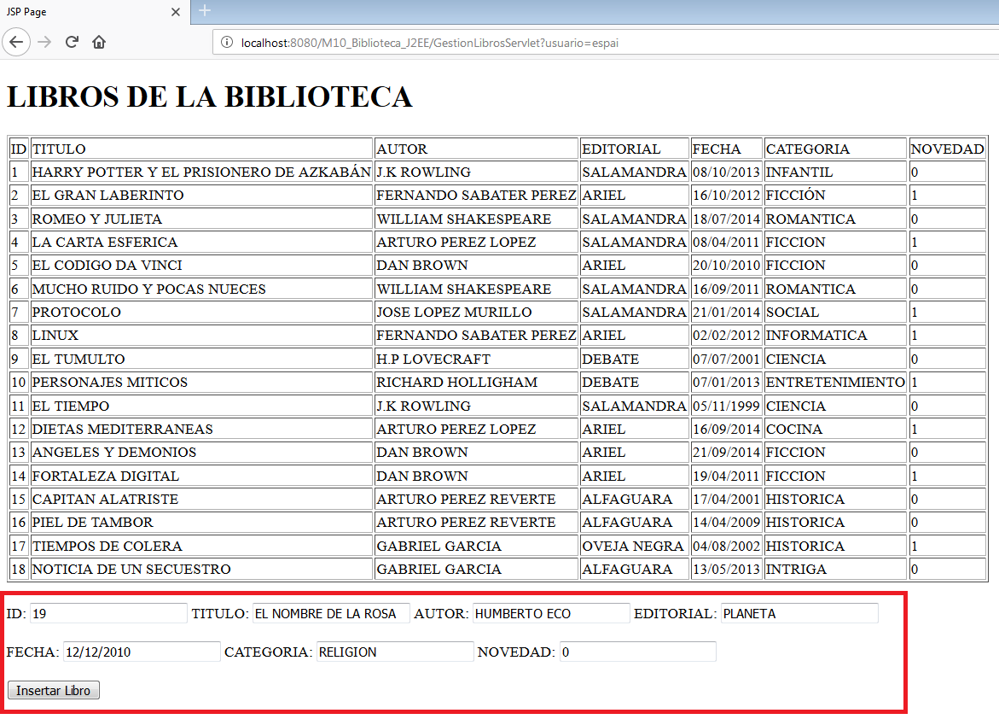 JSP Page
localhost:8080/M10_Biblioteca_J2EE/GestionLibrosServlet?usuario=espai
LIBROS DE LA BIBLIOTECA
ID TITULO AUTOR EDITORIAL FECHA CATEGORIA NOVEDAD
1 HARRY POTTER Y EL PRISIONERO DE AZKABÁN J.K ROWLING SALAMANDRA 08/10/2013 INFANTIL 0
2 EL GRAN LABERINTO FERNANDO SABATER PEREZ ARIEL 16/10/2012 FICCIÓN 1
3 ROMEO Y JULIETA WILLIAM SHAKESPEARE SALAMANDRA 18/07/2014 ROMANTICA 0
4 LA CARTA ESFERICA ARTURO PEREZ LOPEZ SALAMANDRA 08/04/2011 FICCION 1
5 EL CODIGO DA VINCI DAN BROWN ARIEL 20/10/2010 FICCION 0
6 MUCHO RUIDO Y POCAS NUECES WILLIAM SHAKESPEARE SALAMANDRA 16/09/2011 ROMANTICA 0
7 PROTOCOLO JOSE LOPEZ MURILLO SALAMANDRA 21/01/2014 SOCIAL 1
8 LINUX FERNANDO SABATER PEREZ ARIEL 02/02/2012 INFORMATICA 1
9 EL TUMULTO H.P LOVECRAFT DEBATE 07/07/2001 CIENCIA 0
10 PERSONAJES MITICOS RICHARD HOLLIGHAM DEBATE 07/01/2013 ENTRETENIMIENTO 1
11 EL TIEMPO J.K ROWLING SALAMANDRA 05/11/1999 CIENCIA 0
12 DIETAS MEDITERRANEAS ARTURO PEREZ LOPEZ ARIEL 16/09/2014 COCINA 1
13 ANGELES Y DEMONIOS DAN BROWN ARIEL 21/09/2014 FICCION 0
14 FORTALEZA DIGITAL DAN BROWN ARIEL 19/04/2011 FICCION 1
15 CAPITAN ALATRISTE ARTURO PEREZ REVERTE ALFAGUARA 17/04/2001 HISTORICA 0
16 PIEL DE TAMBOR ARTURO PEREZ REVERTE ALFAGUARA 14/04/2009 HISTORICA 0
17 TIEMPOS DE COLERA GABRIEL GARCIA OVEJA NEGRA 04/08/2002 HISTORICA 1
18 NOTICIA DE UN SECUESTRO GABRIEL GARCIA ALFAGUARA 13/05/2013 INTRIGA 0
ID: 19 TITULO: EL NOMBRE DE LA ROSA AUTOR: HUMBERTO ECO EDITORIAL: PLANETA
FECHA: 12/12/2010 CATEGORIA: RELIGION NOVEDAD: 0
Insertar Libro